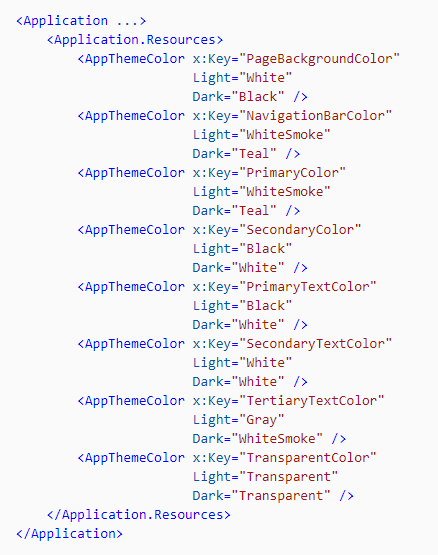 <Application ...>
    <Application.Resources>
        <AppThemeColor x:Key="PageBackgroundColor"
                       Light="White"
                       Dark="Black" />
        <AppThemeColor x:Key="NavigationBarColor"
                       Light="WhiteSmoke"
                       Dark="Teal" />
        <AppThemeColor x:Key="PrimaryColor"
                       Light="WhiteSmoke"
                       Dark="Teal" />
        <AppThemeColor x:Key="SecondaryColor"
                       Light="Black"
                       Dark="White" />
        <AppThemeColor x:Key="PrimaryTextColor"
                       Light="Black"
                       Dark="White" />
        <AppThemeColor x:Key="SecondaryTextColor"
                       Light="White"
                       Dark="White" />
        <AppThemeColor x:Key="TertiaryTextColor"
                       Light="Gray"
                       Dark="WhiteSmoke" />
        <AppThemeColor x:Key="TransparentColor"
                       Light="Transparent"
                       Dark="Transparent" />
    </Application.Resources>
</Application>